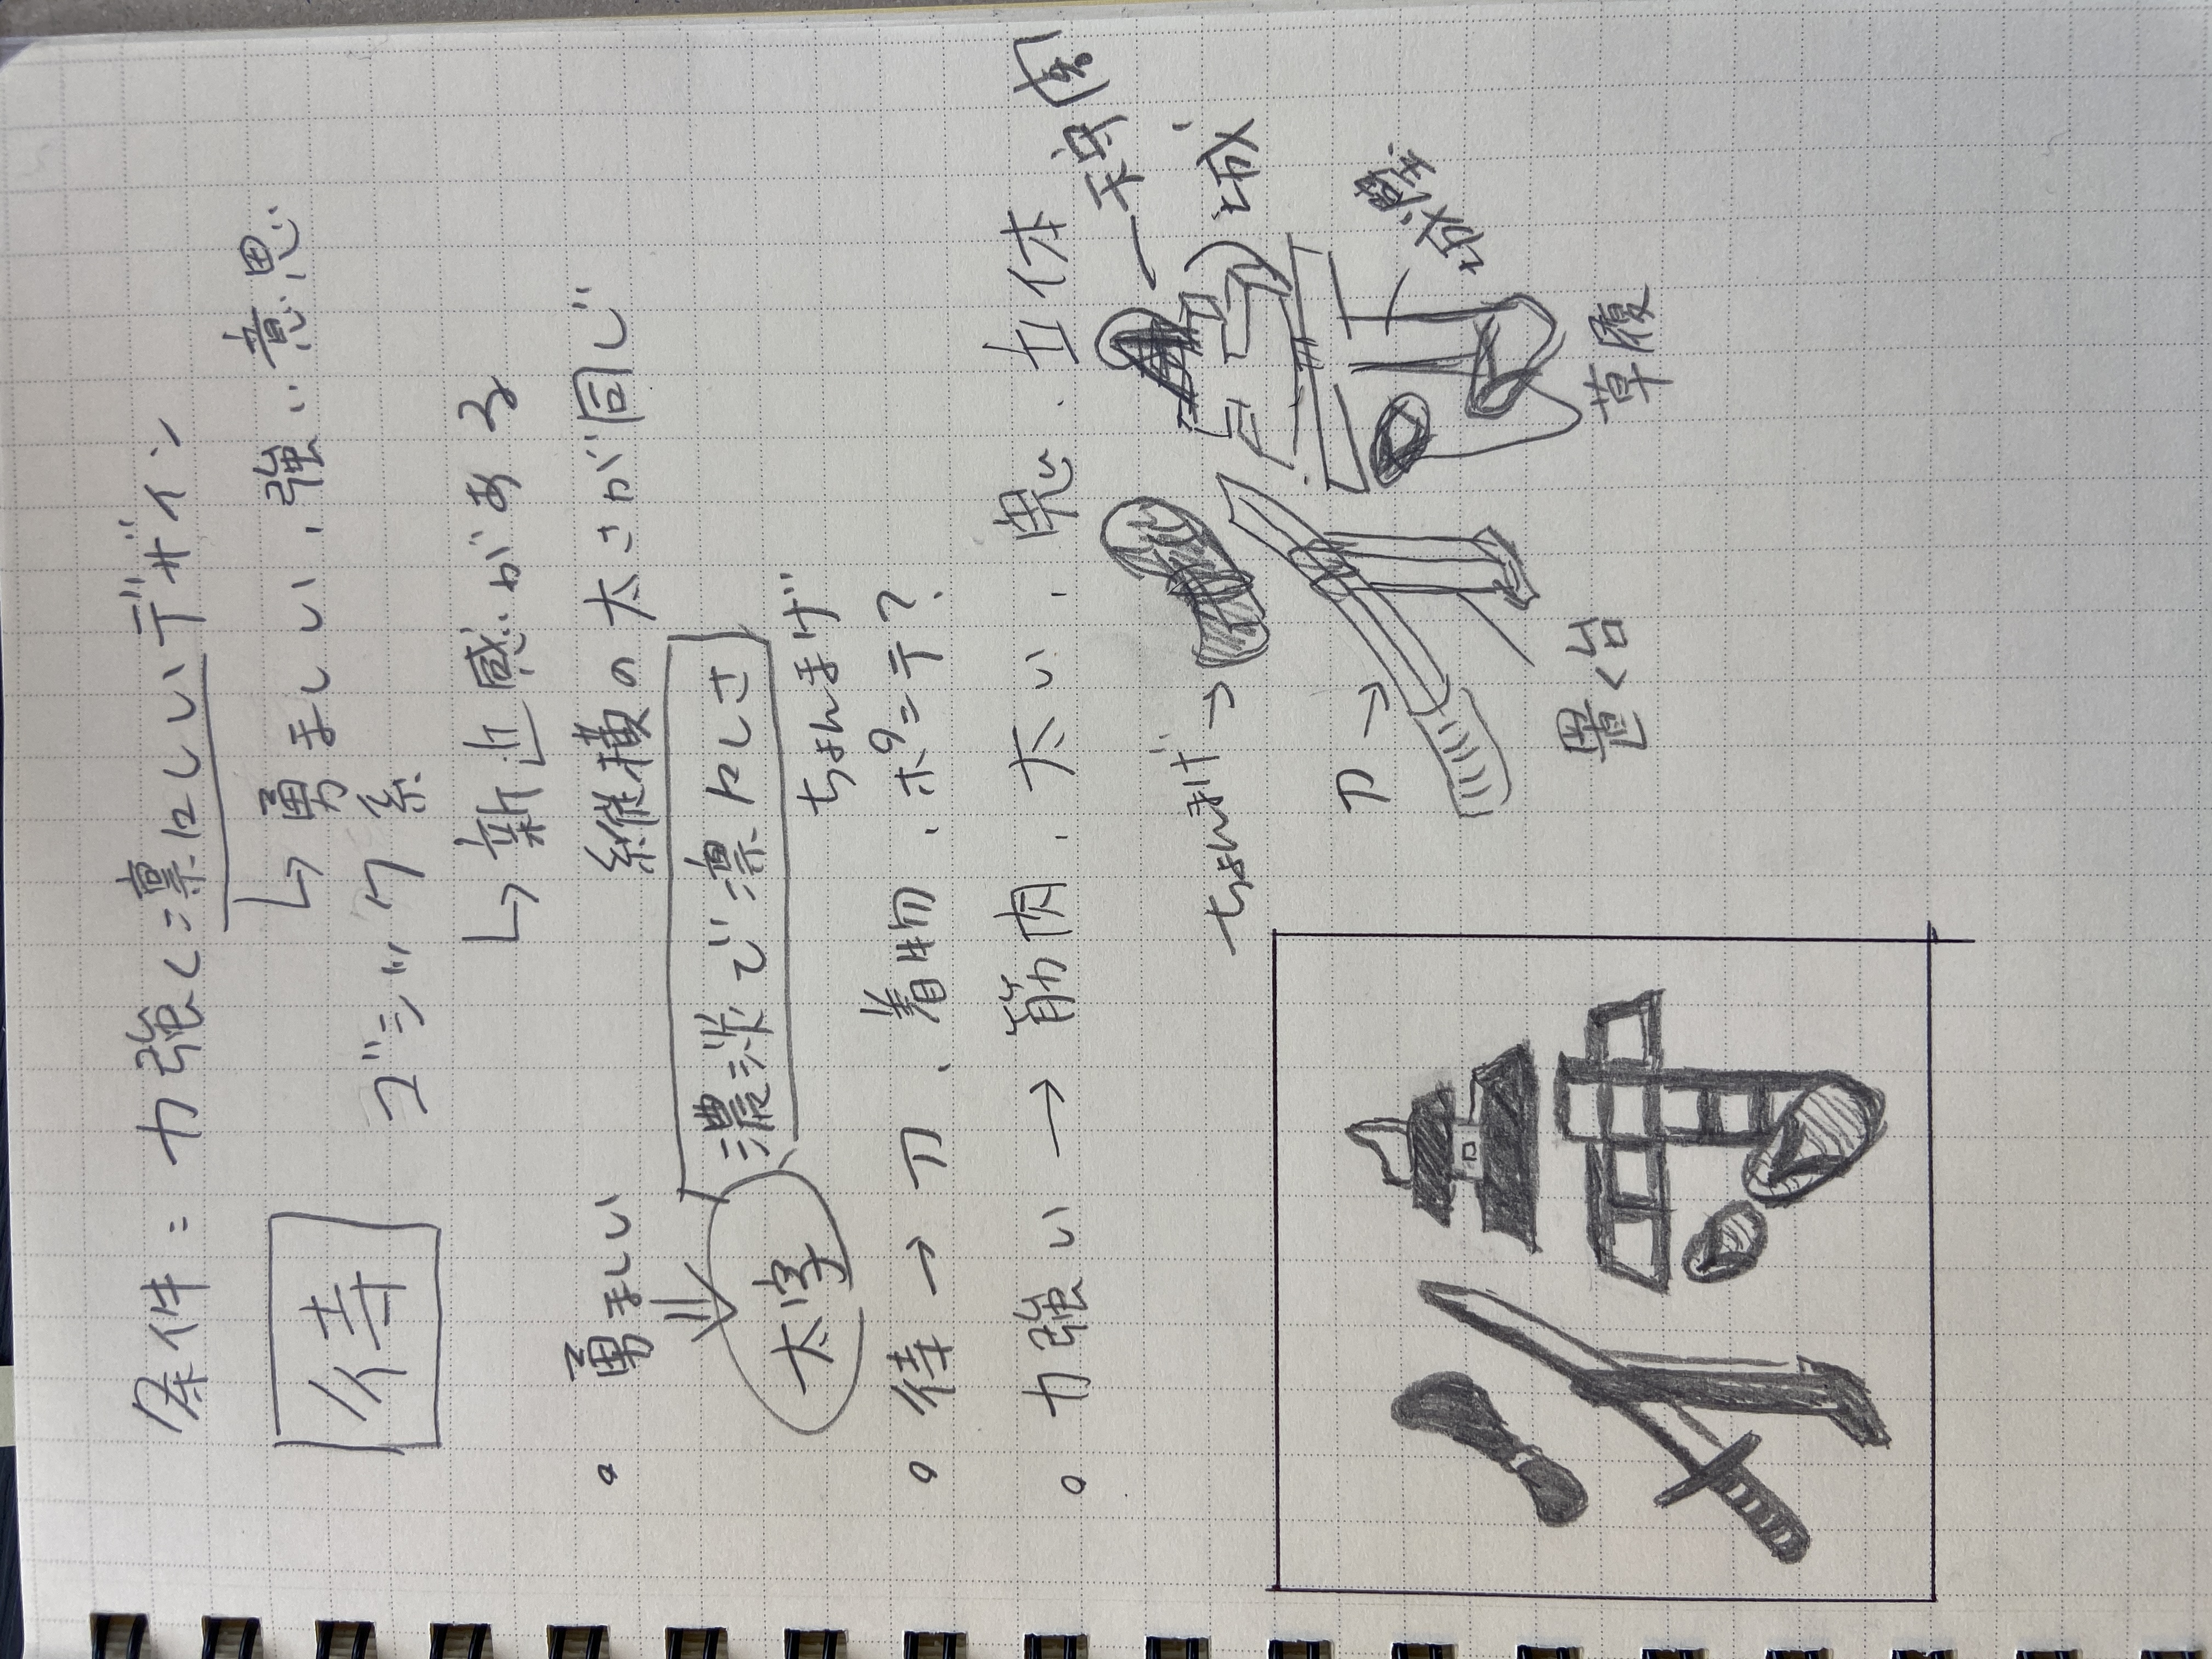 条件：力強く凛々しいデザイン
↳勇ましい、強い意思
待
ゴシック系
↳新近感がある
縦横の太さが同じ
勇ましい
⇓
太字
濃淡で凛々しさ
ちょんまげ
待→刀、着物、ポニテ？
力強い→筋肉、太い、鬼、立体
天守閣
ちょんまげ→
城
刀→
城壁
置く台
草履